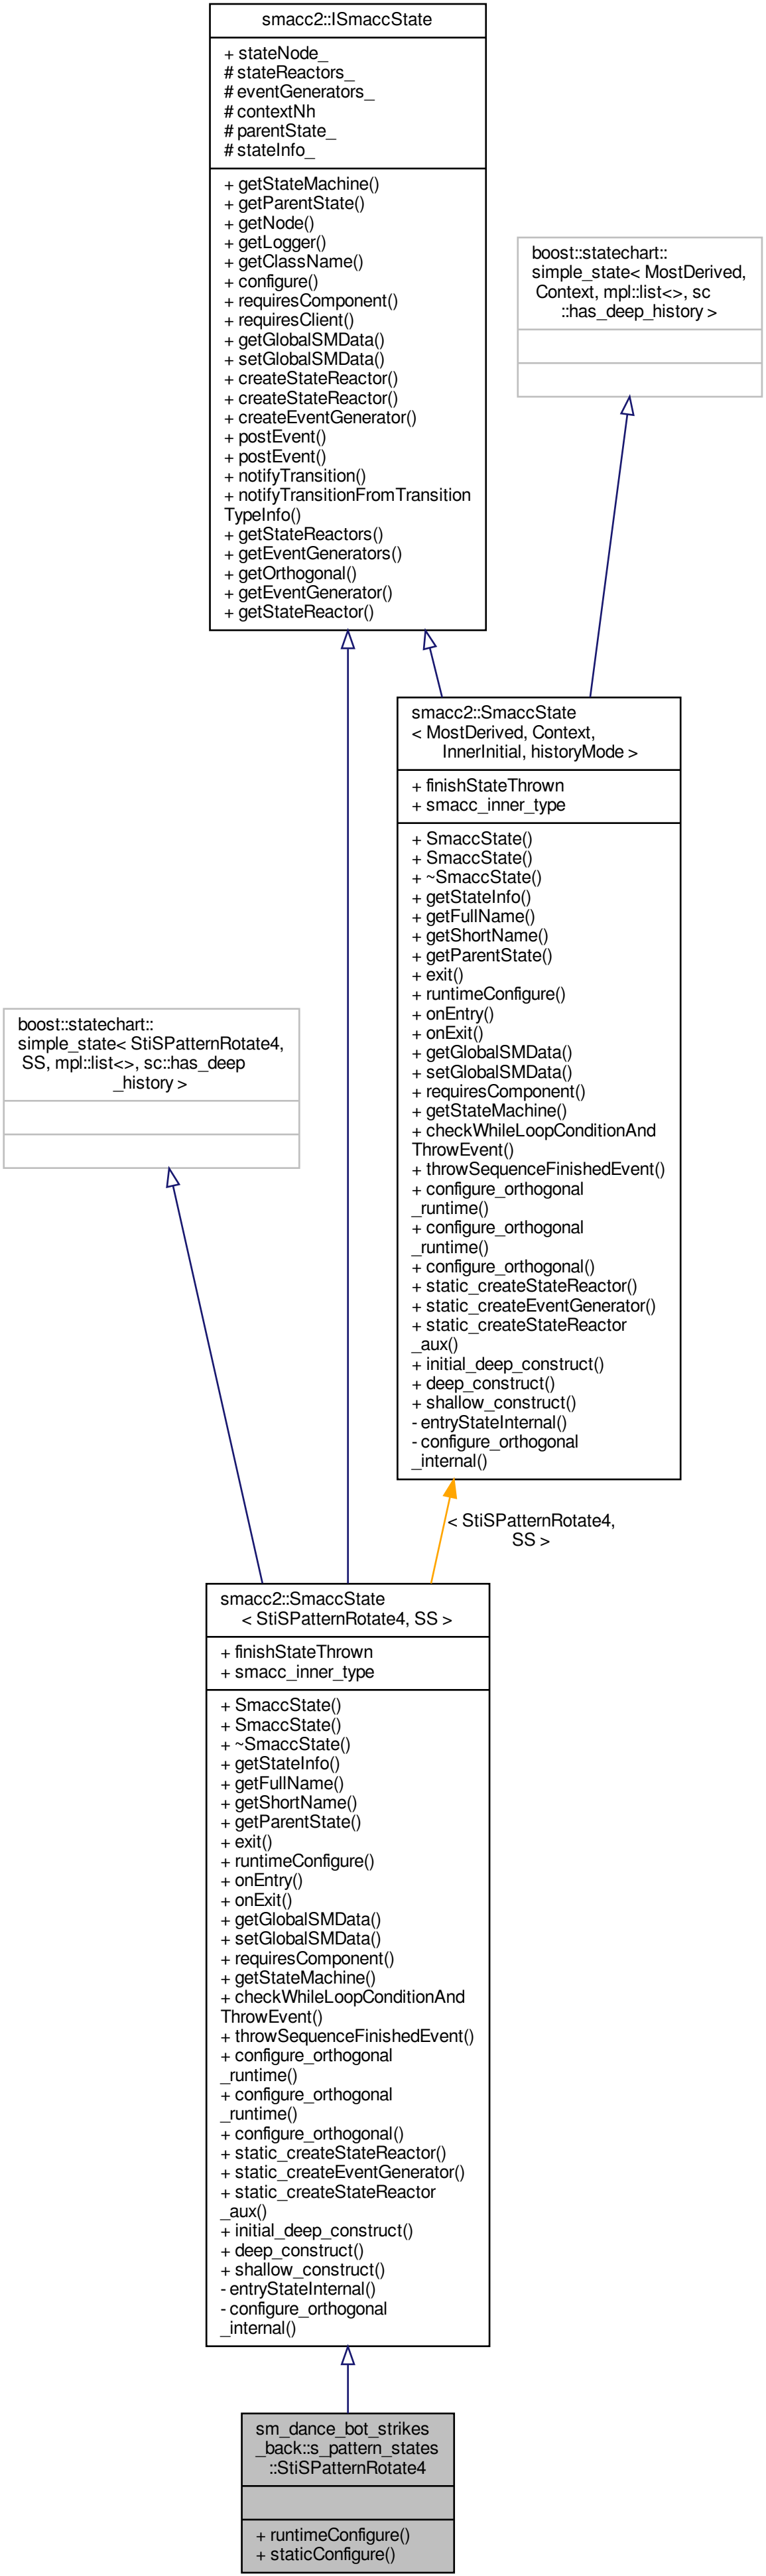 smacc2::ISmaccState
+ stateNode_
# stateReactors_
# eventGenerators_
# contextNh
# parentState_
# stateInfo_
+ getStateMachine()
+ getParentState()
+ getNode()
+ getLogger()
+ getClassName()
+ configure()
+ requiresComponent()
+ requiresClient()
+ getGlobalSMData()
+ setGlobalSMData()
+ createStateReactor()
+ createStateReactor()
+ createEventGenerator()
+ postEvent()
+ postEvent()
+ notifyTransition()
+ notifyTransitionFromTransition
TypeInfo()
+ getStateReactors()
+ getEventGenerators()
+ getOrthogonal()
+ getEventGenerator()
+ getStateReactor()
boost::statechart::
simple_state< MostDerived,
Context, mpl::list<>, sc
::has_deep_history >
smacc2::SmaccState
< MostDerived, Context,
InnerInitial, historyMode >
+ finishStateThrown
+ smacc_inner_type
+ SmaccState()
+ SmaccState()
+ ~SmaccState()
+ getStateInfo()
+ getFullName()
+ getShortName()
+ getParentState()
+ exit()
+ runtimeConfigure()
+ onEntry()
+ onExit()
+ getGlobalSMData()
+ setGlobalSMData()
+ requiresComponent()
+ getStateMachine()
+ checkWhileLoopConditionAnd
ThrowEvent()
+ throwSequenceFinishedEvent()
+ configure_orthogonal
_runtime()
+ configure_orthogonal
_runtime()
+ configure_orthogonal()
+ static_createStateReactor()
+ static_createEventGenerator()
+ static_createStateReactor
_aux()
+ initial_deep_construct()
+ deep_construct()
+ shallow_construct()
- entryStateInternal()
- configure_orthogonal
_internal()
boost::statechart::
simple_state< StiSPatternRotate4,
SS, mpl::list<>, sc::has_deep
_history >
< StiSPatternRotate4,
SS >
smacc2::SmaccState
< StiSPatternRotate4, SS >
+ finishStateThrown
+ smacc_inner_type
+ SmaccState()
+ SmaccState()
+ ~SmaccState()
+ getStateInfo()
+ getFullName()
+ getShortName()
+ getParentState()
+ exit()
+ runtimeConfigure()
+ onEntry()
+ onExit()
+ getGlobalSMData()
+ setGlobalSMData()
+ requiresComponent()
+ getStateMachine()
+ checkWhileLoopConditionAnd
ThrowEvent()
+ throwSequenceFinishedEvent()
+ configure_orthogonal
_runtime()
+ configure_orthogonal
_runtime()
+ configure_orthogonal()
+ static_createStateReactor()
+ static_createEventGenerator()
+ static_createStateReactor
_aux()
+ initial_deep_construct()
+ deep_construct()
+ shallow_construct()
- entryStateInternal()
- configure_orthogonal
_internal()
sm_dance_bot_strikes
_back::s_pattern_states
::StiSPatternRotate4
+ runtimeConfigure()
+ staticConfigure()